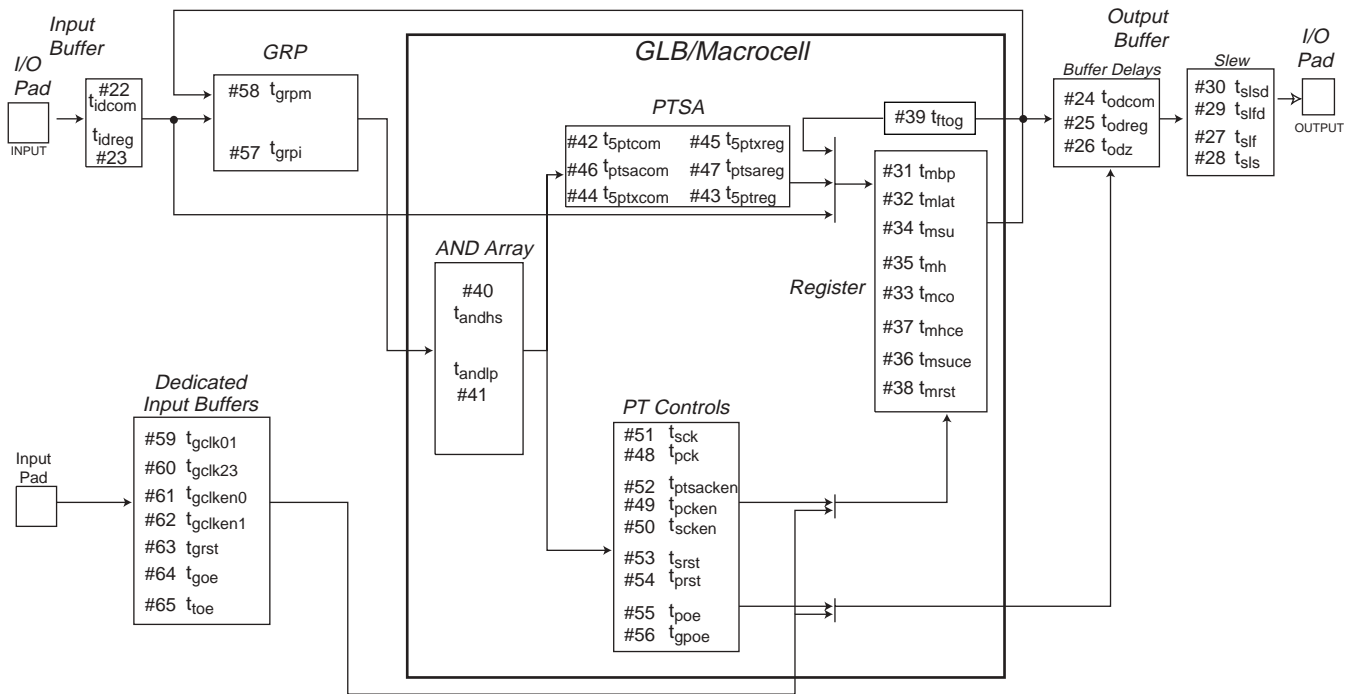 Input
Buffer
I/O
Pad
INPUT
#22
tidcom
tidreg
#23
GRP
#58 tgrpm
#57 tgrpi
GLB/Macrocell
PTSA
#42 t5ptcom #45 t5ptxreg
#46 tptsacom #47 tptsareg
#44 t5ptxcom #43 t5ptreg
#39 tftog
AND Array
#40
tandhs
tandlp
#41
Register
#31 tmbp
#32 tmlat
#34 tmsu
#35 tmh
#33 tmco
#37 tmhce
#36 tmsuce
#38 tmrst
Output
Buffer
Buffer Delays
#24 todcom
#25 todreg
#26 todz
Slew
#30 tslsd
#29 tslfd
#27 tslf
#28 tsls
I/O
Pad
OUTPUT
Input
Pad
Dedicated
Input Buffers
#59 tgclk01
#60 tgclk23
#61 tgclken0
#62 tgclken1
#63 tgrst
#64 tgoe
#65 ttoe
PT Controls
#51 tsck
#48 tpck
#52 tptsacken
#49 tpcken
#50 tscken
#53 tsrst
#54 tprst
#55 tpoe
#56 tgpoe